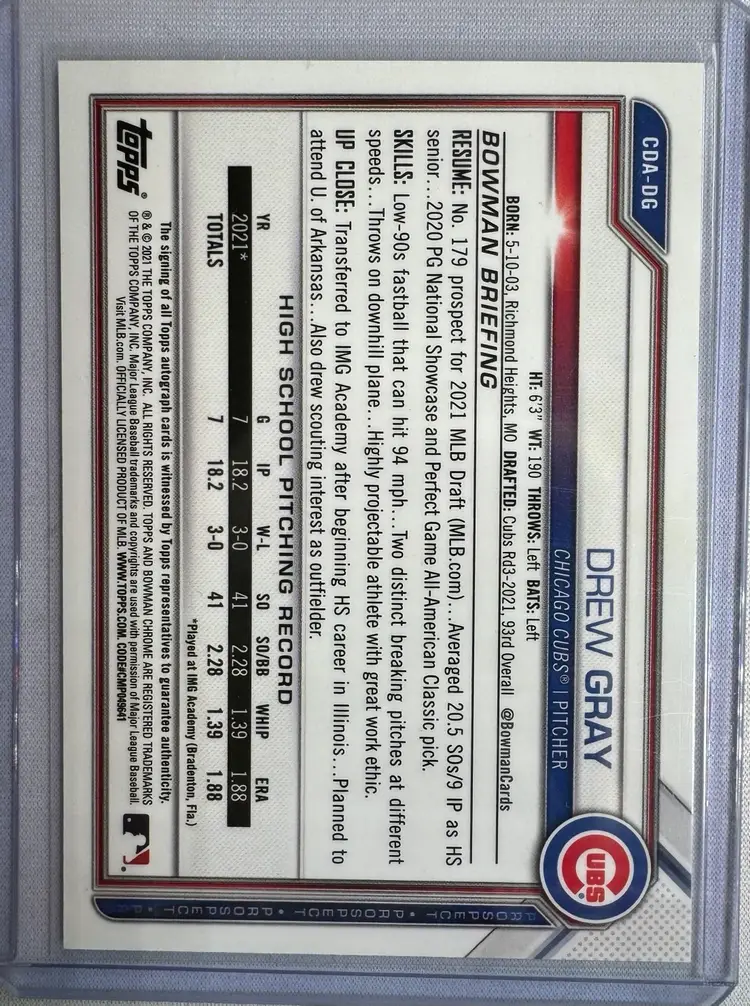 CDA-DG
DREW GRAY
CHICAGO CUBS® | PITCHER
CUBS
HT: 6'3" WT: 190 THROWS: Left BATS: Left
BORN: 5-10-03, Richmond Heights, MO DRAFTED: Cubs Rd3-2021, 93rd Overall @BowmanCards
BOWMAN BRIEFING
RESUME: No. 179 prospect for 2021 MLB Draft (MLB.com)...Averaged 20.5 SOs/9 IP as HS
senior...2020 PG National Showcase and Perfect Game All-American Classic pick.
SKILLS: Low-90s fastball that can hit 94 mph...Two distinct breaking pitches at different
speeds...Throws on downhill plane...Highly projectable athlete with great work ethic.
UP CLOSE: Transferred to IMG Academy after beginning HS career in Illinois...Planned to
attend U. of Arkansas...Also drew scouting interest as outfielder.
HIGH SCHOOL PITCHING RECORD
YR G IP W-L SO SO/BB WHIP ERA
2021* 7 18.2 3-0 41 2.28 1.39 1.88
TOTALS 7 18.2 3-0 41 2.28 1.39 1.88
*Played at IMG Academy (Bradenton, Fla.)
The signing of all Topps autograph cards is witnessed by Topps representatives to guarantee authenticity.
® & © 2021 THE TOPPS COMPANY, INC. ALL RIGHTS RESERVED. TOPPS AND BOWMAN CHROME ARE REGISTERED TRADEMARKS
OF THE TOPPS COMPANY, INC. Major League Baseball trademarks and copyrights are used with permission of Major League Baseball.
Visit MLB.com. OFFICIALLY LICENSED PRODUCT OF MLB. WWW.TOPPS.COM. CODE#CMP049641
topps®
PROSPECT • PROSPECT • PROSPECT • P